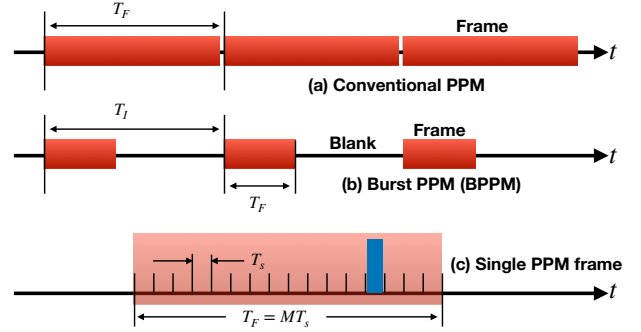 T_F
Frame
t
(a) Conventional PPM
T_I
Blank
Frame
t
T_F
(b) Burst PPM (BPPM)
T_s
(c) Single PPM frame
t
T_F = MT_s